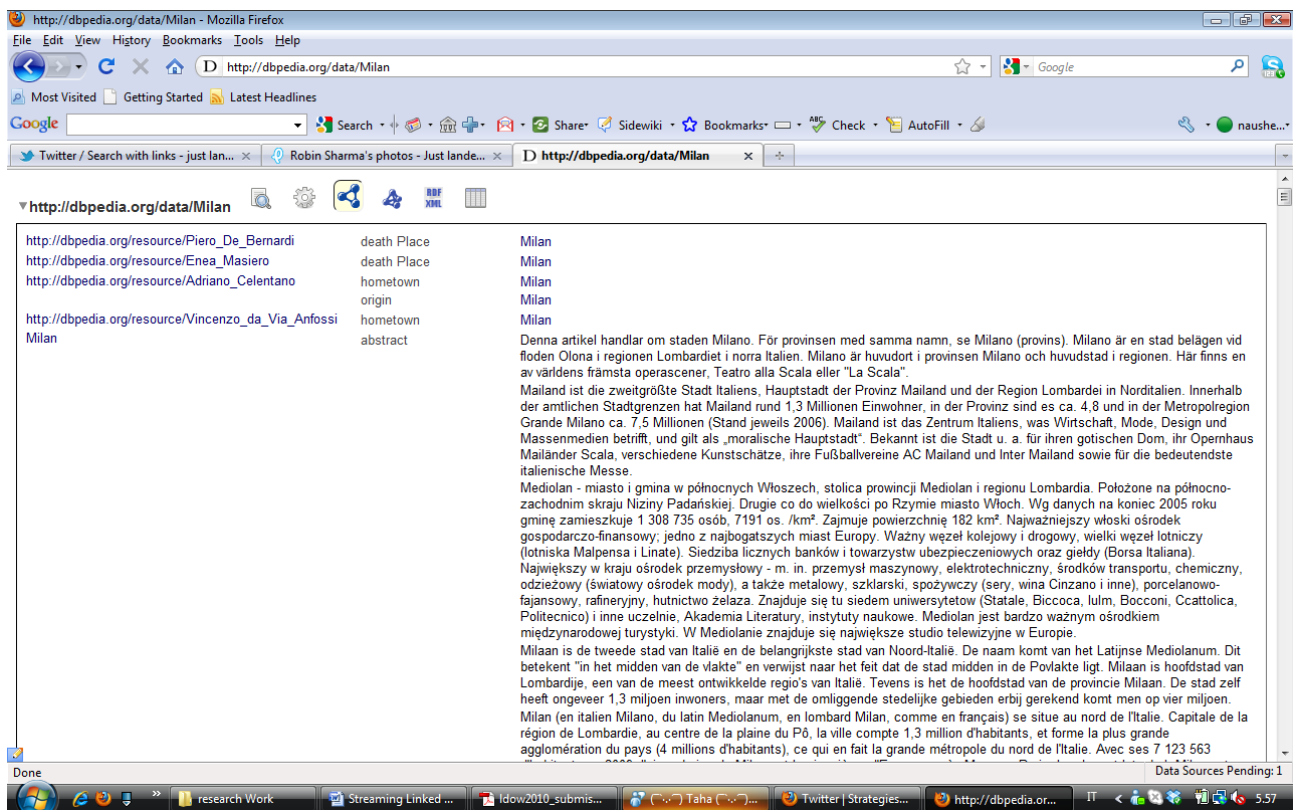 http://dbpedia.org/data/Milan - Mozilla Firefox
File Edit View History Bookmarks Tools Help
D http://dbpedia.org/data/Milan Google
Most Visited Getting Started Latest Headlines
Google Search Share Sidewiki Bookmarks ABC Check AutoFill naushe...
Twitter / Search with links - just lan... Robin Sharma's photos - Just lande... D http://dbpedia.org/data/Milan
http://dbpedia.org/data/Milan RDF XML
http://dbpedia.org/resource/Piero_De_Bernardi death Place Milan
http://dbpedia.org/resource/Enea_Masiero death Place Milan
http://dbpedia.org/resource/Adriano_Celentano hometown Milan
origin Milan
http://dbpedia.org/resource/Vincenzo_da_Via_Anfossi hometown Milan
Milan abstract Denna artikel handlar om staden Milano. För provinsen med samma namn, se Milano (provins). Milano är en stad belägen vid
floden Olona i regionen Lombardiet i norra Italien. Milano är huvudort i provinsen Milano och huvudstad i regionen. Här finns en
av världens främsta operascener, Teatro alla Scala eller "La Scala".
Mailand ist die zweitgrößte Stadt Italiens, Hauptstadt der Provinz Mailand und der Region Lombardei in Norditalien. Innerhalb
der amtlichen Stadtgrenzen hat Mailand rund 1,3 Millionen Einwohner, in der Provinz sind es ca. 4,8 und in der Metropolregion
Grande Milano ca. 7,5 Millionen (Stand jeweils 2006). Mailand ist das Zentrum Italiens, was Wirtschaft, Mode, Design und
Massenmedien betrifft, und gilt als „moralische Hauptstadt“. Bekannt ist die Stadt u. a. für ihren gotischen Dom, ihr Opernhaus
Mailänder Scala, verschiedene Kunstschätze, ihre Fußballvereine AC Mailand und Inter Mailand sowie für die bedeutendste
italienische Messe.
Mediolan - miasto i gmina w północnych Włoszech, stolica prowincji Mediolan i regionu Lombardia. Położone na północno-
zachodnim skraju Niziny Padańskiej. Drugie co do wielkości po Rzymie miasto Włoch. Wg danych na koniec 2005 roku
gminę zamieszkuje 1 308 735 osób, 7191 os. /km². Zajmuje powierzchnię 182 km². Najważniejszy włoski ośrodek
gospodarczo-finansowy; jedno z najbogatszych miast Europy. Ważny węzeł kolejowy i drogowy, wielki węzeł lotniczy
(lotniska Malpensa i Linate). Siedziba licznych banków i towarzystw ubezpieczeniowych oraz giełdy (Borsa Italiana).
Największy w kraju ośrodek przemysłowy - m. in. przemysł maszynowy, elektrotechniczny, środków transportu, chemiczny,
odzieżowy (światowy ośrodek mody), a także metalowy, szklarski, spożywczy (sery, wina Cinzano i inne), porcelanowo-
fajansowy, rafineryjny, hutnictwo żelaza. Znajduje się tu siedem uniwersytetow (Statale, Biccoca, Iulm, Bocconi, Ccattolica,
Politecnico) i inne uczelnie, Akademia Literatury, instytuty naukowe. Mediolan jest bardzo ważnym ośrodkiem
międzynarodowej turystyki. W Mediolanie znajduje się największe studio telewizyjne w Europie.
Milaan is de tweede stad van Italië en de belangrijkste stad van Noord-Italië. De naam komt van het Latijnse Mediolanum. Dit
betekent "in het midden van de vlakte" en verwijst naar het feit dat de stad midden in de Povlakte ligt. Milaan is hoofdstad van
Lombardije, een van de meest ontwikkelde regio's van Italië. Tevens is het de hoofdstad van de provincie Milaan. De stad zelf
heeft ongeveer 1,3 miljoen inwoners, maar met de omliggende stedelijke gebieden erbij gerekend komt men op vier miljoen.
Milan (en italien Milano, du latin Mediolanum, en lombard Milan, comme en français) se situe au nord de l'Italie. Capitale de la
région de Lombardie, au centre de la plaine du Pô, la ville compte 1,3 million d'habitants, et forme la plus grande
agglomération du pays (4 millions d'habitants), ce qui en fait la grande métropole du nord de l'Italie. Avec ses 7 123 563
Done Data Sources Pending: 1
research Work Streaming Linked ... ldow2010_submis... Taha Twitter | Strategies... http://dbpedia.or... IT 5.57